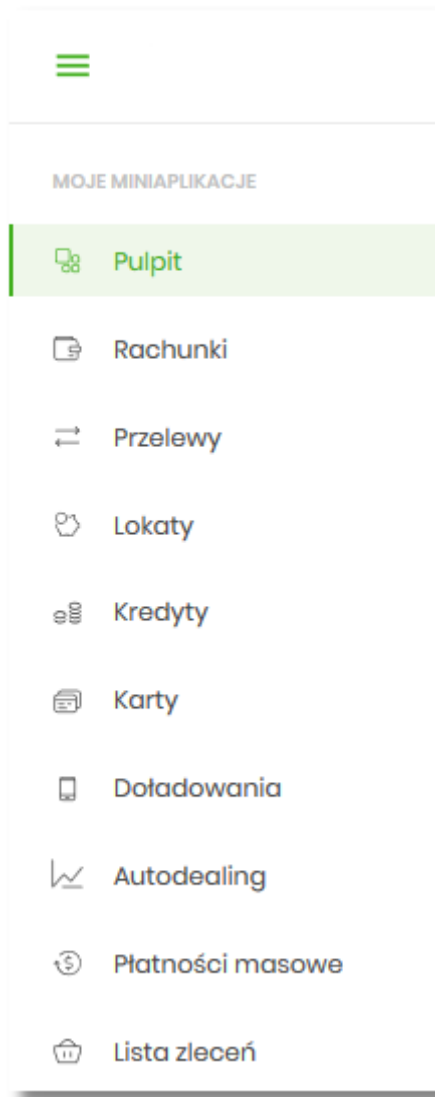 MOJE MINIAPLIKACJE
Pulpit
Rachunki
Przelewy
Lokaty
Kredyty
Karty
Doładowania
Autodealing
Płatności masowe
Lista zleceń